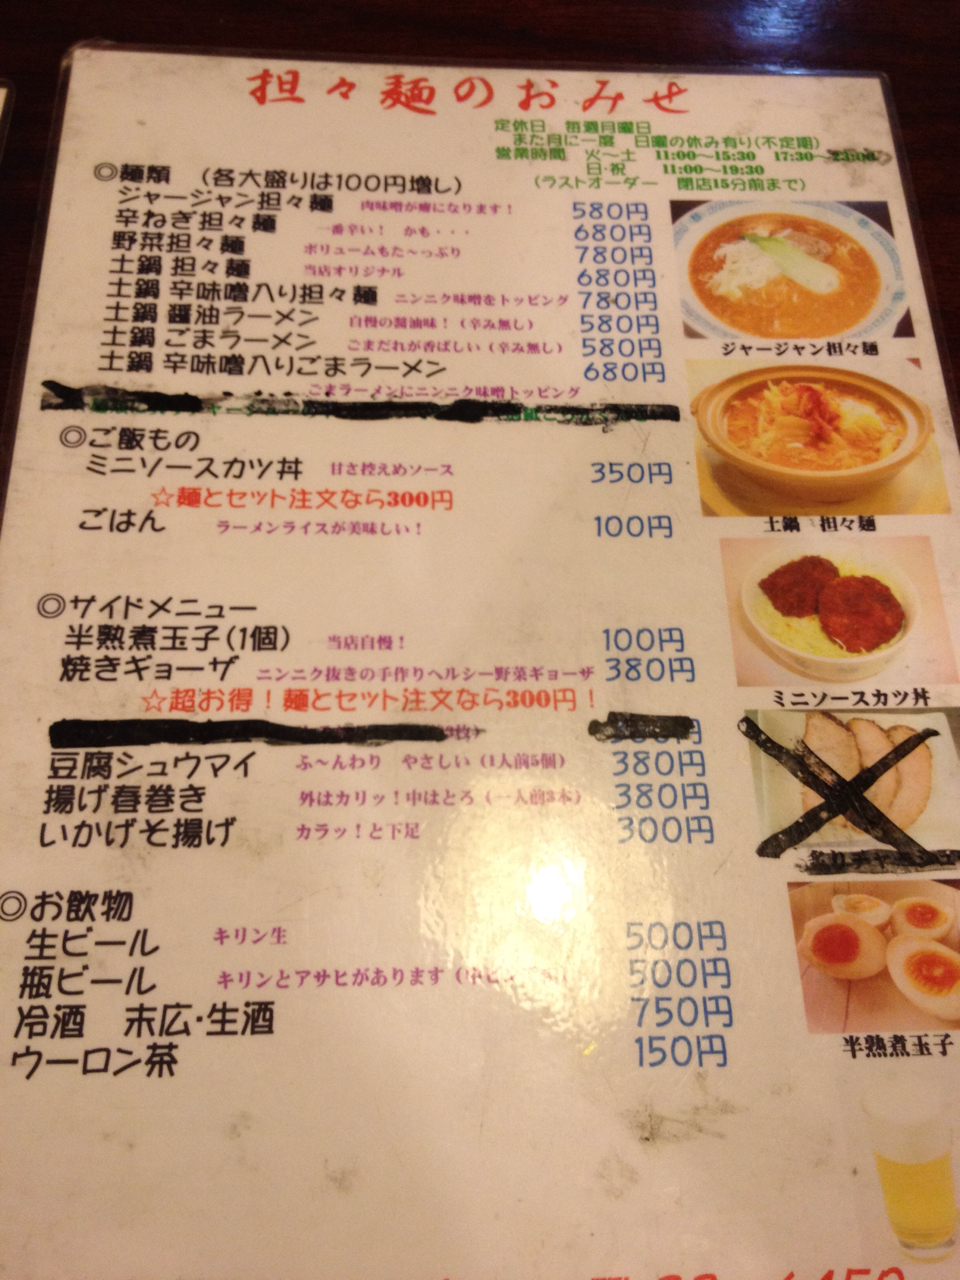 担々麺のおみせ
定休日 毎週月曜日
また月に一度 日曜の休み有り(不定期)
営業時間 火～土 11:00～15:30 17:30～23:00
日・祝 11:00～19:30
(ラストオーダー 閉店15分前まで)
◎麺類 (各大盛りは100円増し)
ジャージャン担々麺 肉味噌が癖になります! 580円
辛ねぎ担々麺 一番辛い! かも・・・ 680円
野菜担々麺 ボリュームもた～っぷり 780円
土鍋 担々麺 当店オリジナル 680円
土鍋 辛味噌入り担々麺 ニンニク味噌をトッピング 780円
土鍋 醤油ラーメン 自慢の醤油味!(辛み無し) 580円
土鍋 ごまラーメン ごまだれが香ばしい(辛み無し) 580円
土鍋 辛味噌入りごまラーメン 680円
ごまラーメンにニンニク味噌トッピング
◎ご飯もの
ミニソースカツ丼 甘さ控えめソース 350円
☆麺とセット注文なら300円
ごはん ラーメンライスが美味しい! 100円
◎サイドメニュー
半熟煮玉子(1個) 当店自慢! 100円
焼きギョーザ ニンニク抜きの手作りヘルシー野菜ギョーザ 380円
☆超お得!麺とセット注文なら300円!
豆腐シュウマイ ふ～んわり やさしい(1人前5個) 380円
揚げ春巻き 外はカリッ!中はとろ(一人前3本) 380円
いかげそ揚げ カラッ!と下足 300円
◎お飲物
生ビール キリン生 500円
瓶ビール キリンとアサヒがあります 500円
冷酒 末広・生酒 750円
ウーロン茶 150円
ジャージャン担々麺
土鍋 担々麺
ミニソースカツ丼
半熟煮玉子